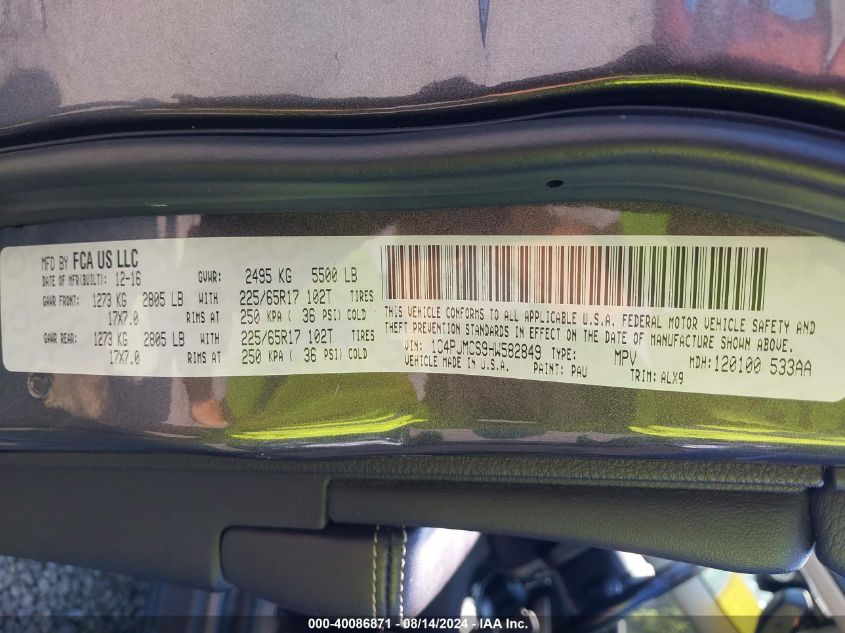 MFD BY FCA US LLC
DATE OF MFR(BUILT): 12-16 GVWR: 2495 KG 5500 LB
GAWR FRONT: 1273 KG 2805 LB WITH 225/65R17 102T TIRES
17X7.0 RIMS AT 250 KPA ( 36 PSI) COLD
GAWR REAR: 1273 KG 2805 LB WITH 225/65R17 102T TIRES
17X7.0 RIMS AT 250 KPA ( 36 PSI) COLD
THIS VEHICLE CONFORMS TO ALL APPLICABLE U.S.A. FEDERAL MOTOR VEHICLE SAFETY AND
THEFT PREVENTION STANDARDS IN EFFECT ON THE DATE OF MANUFACTURE SHOWN ABOVE.
VIN: 1C4PJMCS9HW582849 TYPE: MPV MDH: 120100 533AA
VEHICLE MADE IN U.S.A. PAINT: PAU TRIM: ALX9
000-40086871 - 08/14/2024 - IAA Inc.